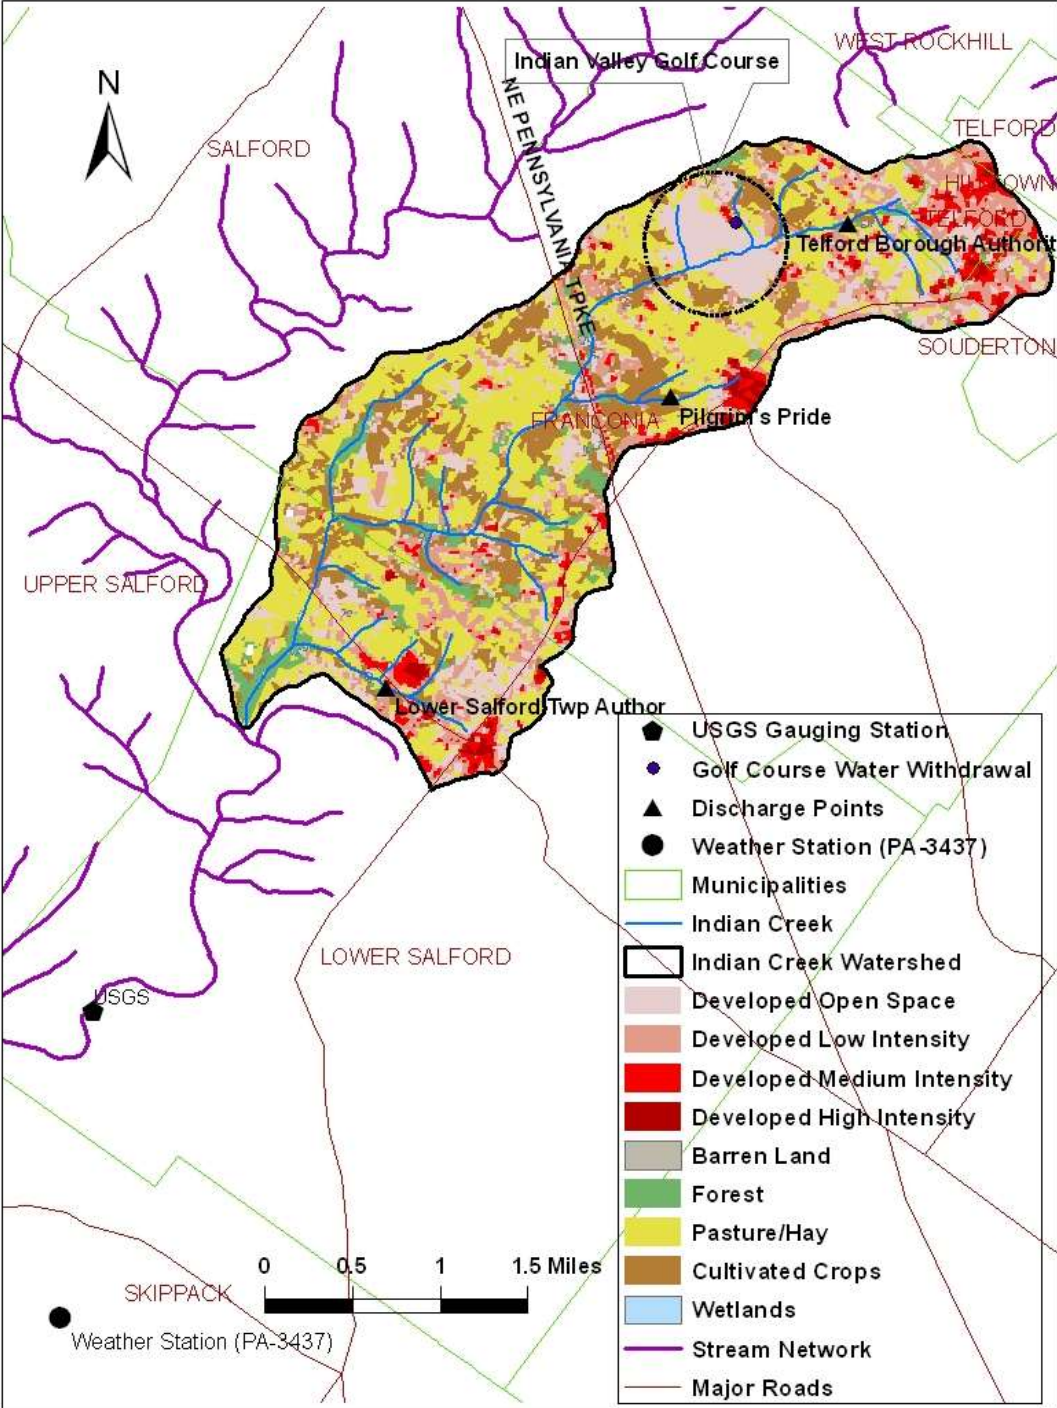 WEST ROCKHILL
Indian Valley Golf Course
N
NE PENNSYLVANIA TPKE
TELFORD
SALFORD
HILLTOWN
TELFORD
Telford Borough Authorit
SOUDERTON
FRANCONIA
Pilgrim's Pride
UPPER SALFORD
Lower Salford Twp Author
USGS Gauging Station
Golf Course Water Withdrawal
Discharge Points
Weather Station (PA-3437)
Municipalities
Indian Creek
Indian Creek Watershed
Developed Open Space
Developed Low Intensity
Developed Medium Intensity
Developed High Intensity
Barren Land
Forest
Pasture/Hay
Cultivated Crops
Wetlands
Stream Network
Major Roads
LOWER SALFORD
USGS
0 0.5 1 1.5 Miles
SKIPPACK
Weather Station (PA-3437)